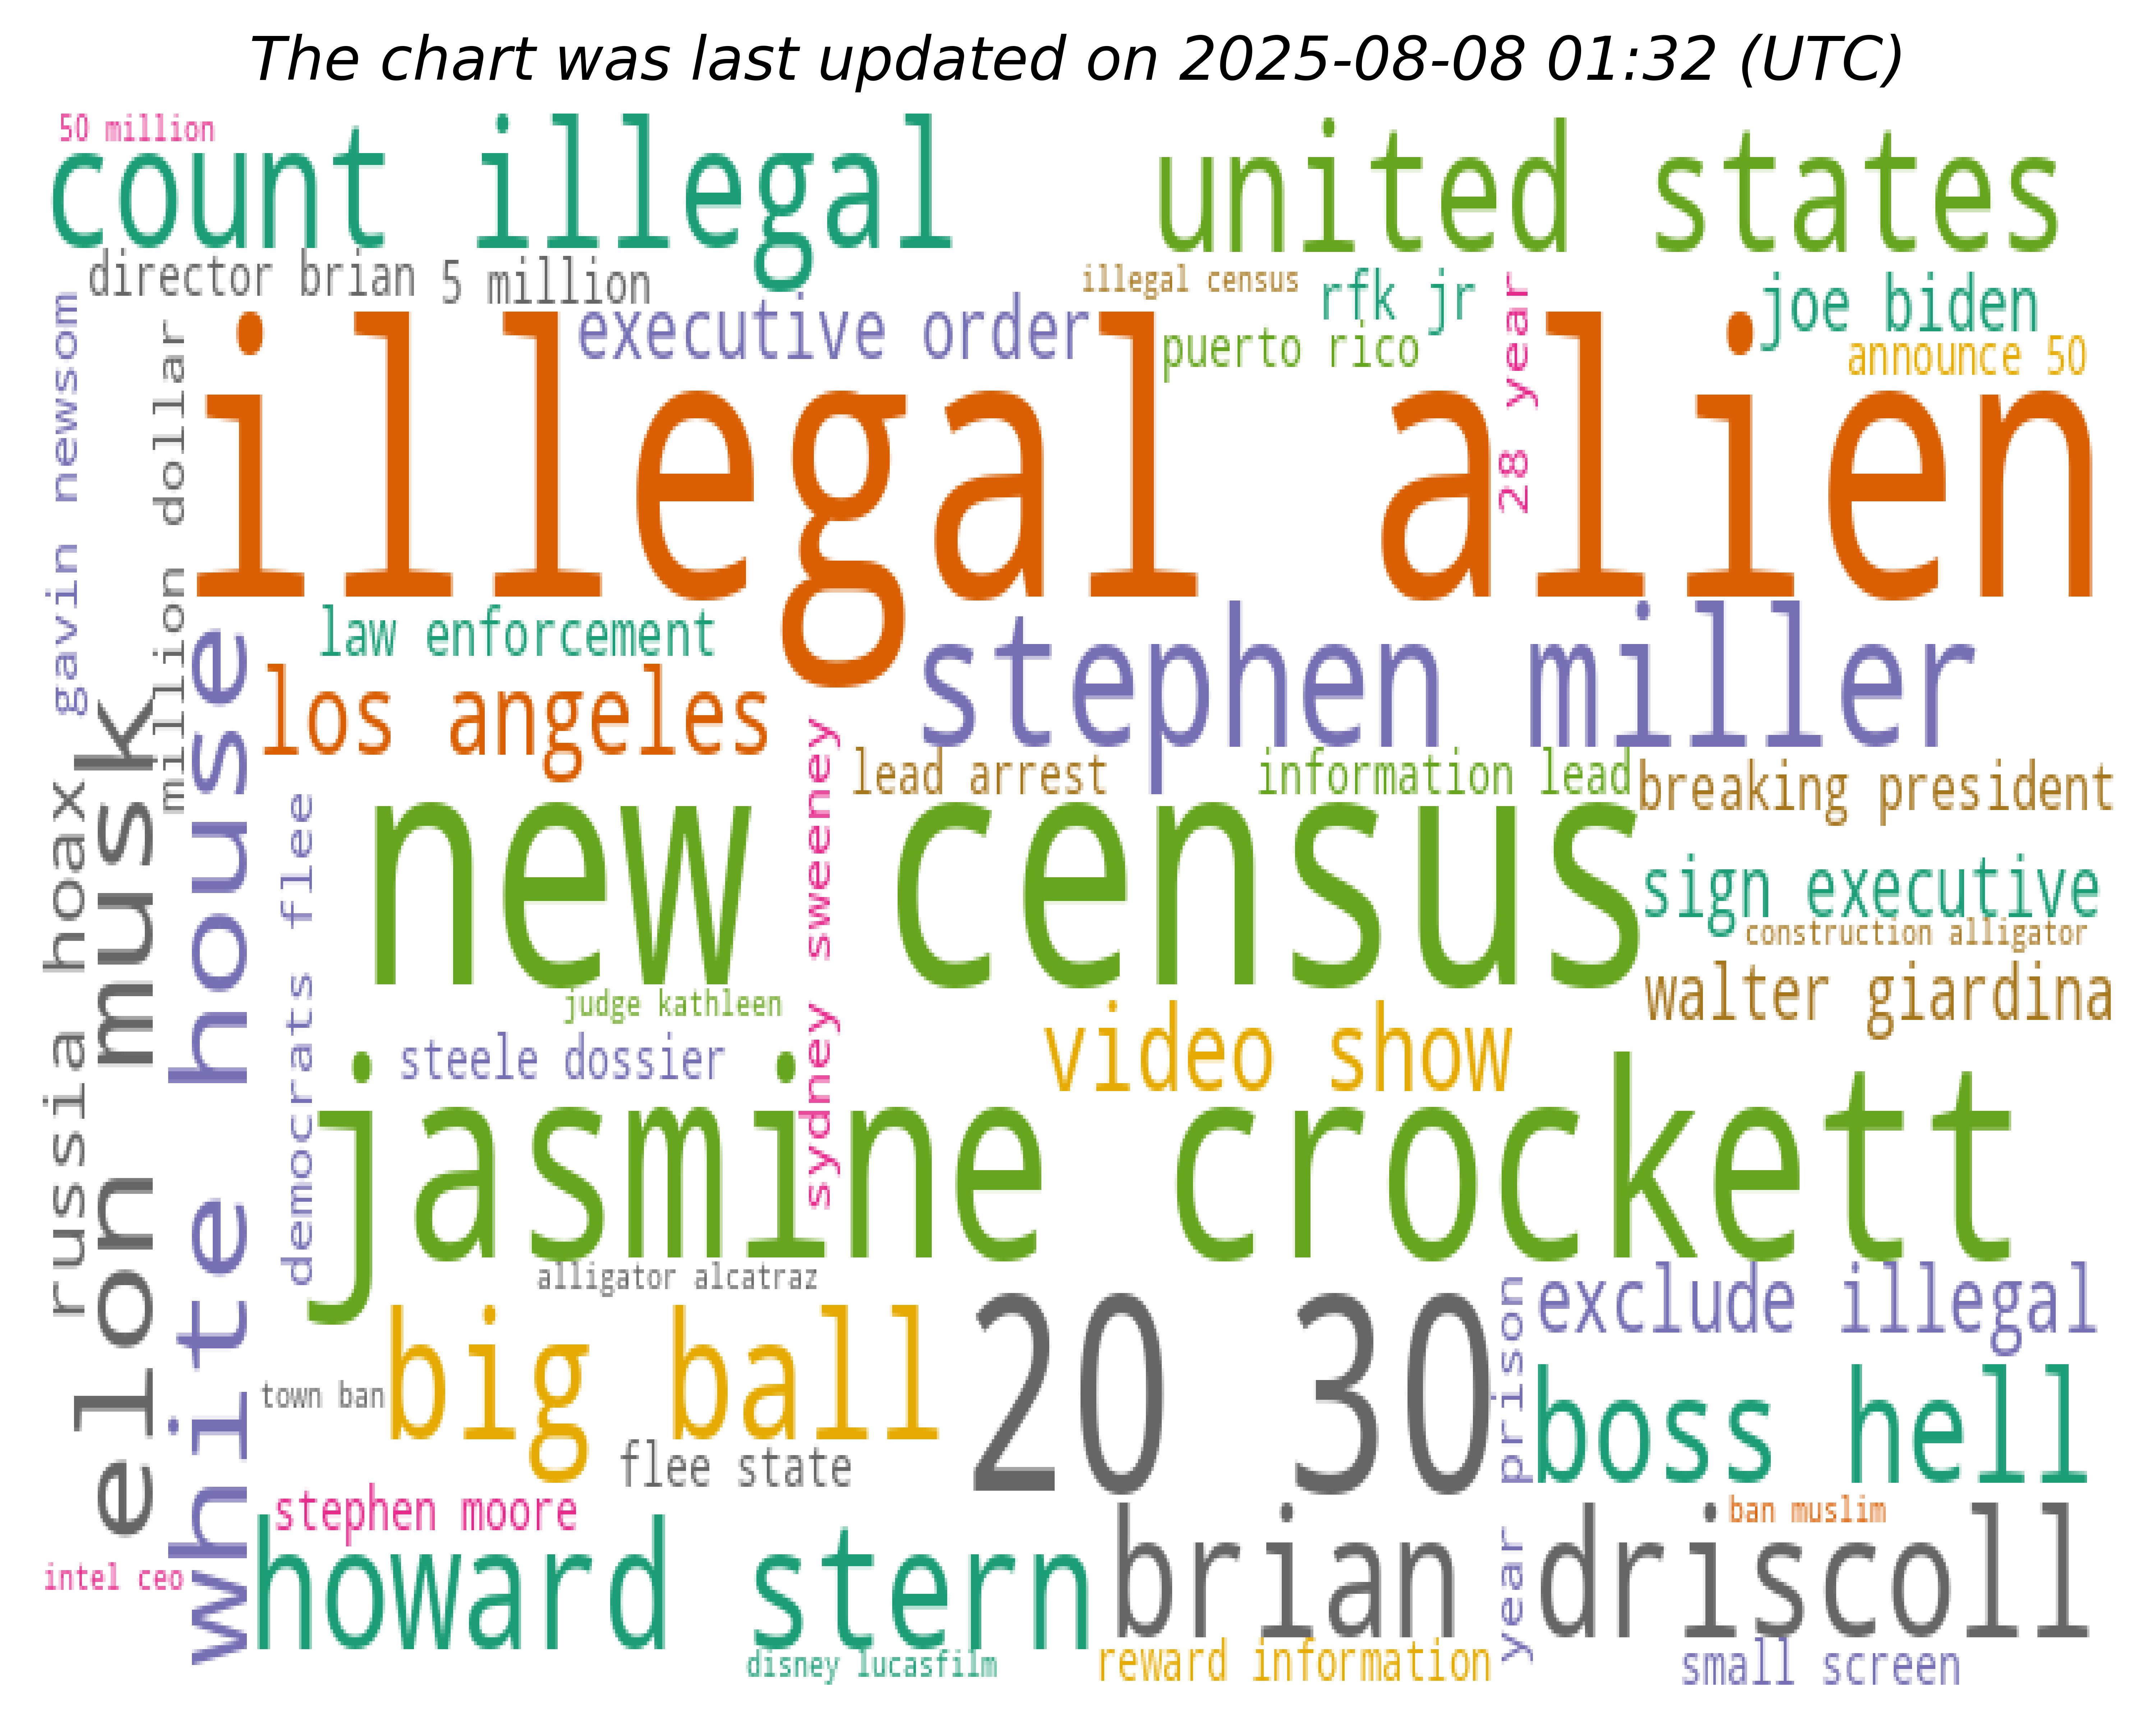 The chart was last updated on 2025-08-08 01:32 (UTC)
50 million
count illegal
united states
director brian
5 million
illegal census
rfk jr
joe biden
executive order
puerto rico
28 year
announce 50
gavin newsom
million dollar
illegal alien
law enforcement
stephen miller
los angeles
lead arrest
information lead
breaking president
russia hoax
elon musk
white house
democrats flee
sydney sweeney
new census
sign executive
construction alligator
walter giardina
judge kathleen
steele dossier
video show
jasmine crockett
alligator alcatraz
exclude illegal
big ball
20 30
year prison
town ban
boss hell
flee state
stephen moore
ban muslim
howard stern
brian driscoll
intel ceo
disney lucasfilm
reward information
small screen